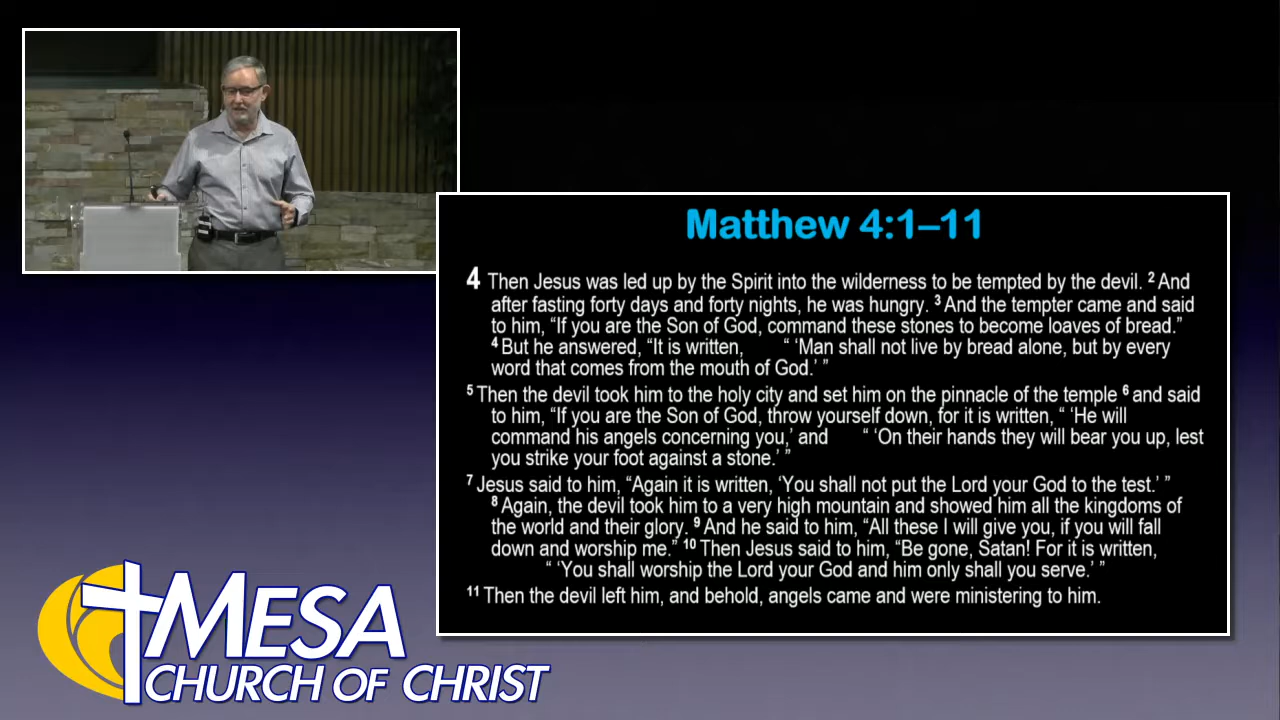 Matthew 4:1–11
4 Then Jesus was led up by the Spirit into the wilderness to be tempted by the devil. 2 And
after fasting forty days and forty nights, he was hungry. 3 And the tempter came and said
to him, “If you are the Son of God, command these stones to become loaves of bread.”
4 But he answered, “It is written, “ ‘Man shall not live by bread alone, but by every
word that comes from the mouth of God.’ ”
5 Then the devil took him to the holy city and set him on the pinnacle of the temple 6 and said
to him, “If you are the Son of God, throw yourself down, for it is written, “ ‘He will
command his angels concerning you,’ and “ ‘On their hands they will bear you up, lest
you strike your foot against a stone.’ ”
7 Jesus said to him, “Again it is written, ‘You shall not put the Lord your God to the test.’ ”
8 Again, the devil took him to a very high mountain and showed him all the kingdoms of
the world and their glory. 9 And he said to him, “All these I will give you, if you will fall
down and worship me.” 10 Then Jesus said to him, “Be gone, Satan! For it is written,
“ ‘You shall worship the Lord your God and him only shall you serve.’ ”
11 Then the devil left him, and behold, angels came and were ministering to him.
MESA
CHURCH OF CHRIST